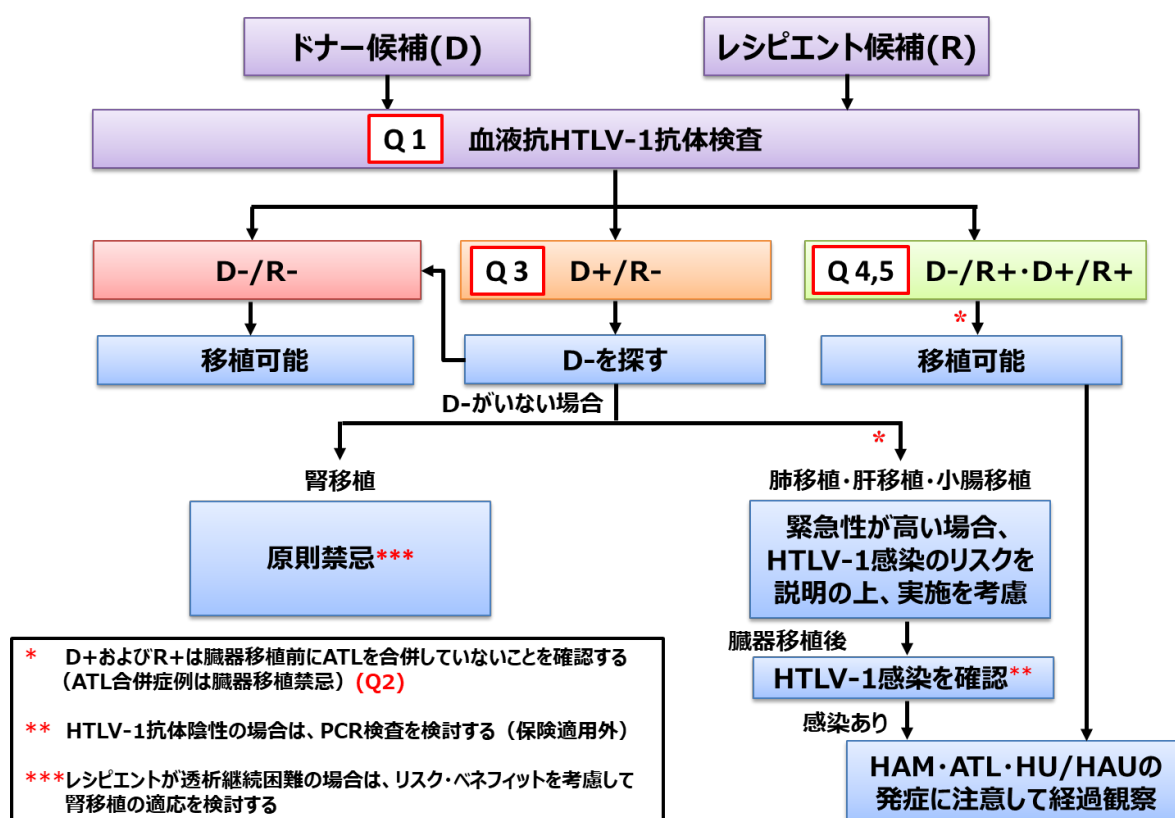 ドナー候補(D)
レシピエント候補(R)
Q1 血液抗HTLV-1抗体検査
D-/R-
Q3 D+/R-
Q4,5 D-/R+・D+/R+
*
移植可能
D-を探す
移植可能
D-がいない場合
*
腎移植
肺移植・肝移植・小腸移植
原則禁忌***
緊急性が高い場合、
HTLV-1感染のリスクを
説明の上、実施を考慮
臓器移植後
HTLV-1感染を確認**
感染あり
HAM・ATL・HU/HAUの
発症に注意して経過観察
* D+およびR+は臓器移植前にATLを合併していないことを確認する
（ATL合併症例は臓器移植禁忌）(Q2)
** HTLV-1抗体陰性の場合は、PCR検査を検討する（保険適用外）
***レシピエントが透析継続困難の場合は、リスク・ベネフィットを考慮して
腎移植の適応を検討する